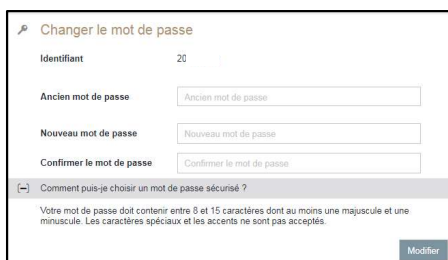 Changer le mot de passe
Identifiant 20
Ancien mot de passe Ancien mot de passe
Nouveau mot de passe Nouveau mot de passe
Confirmer le mot de passe Confirmer le mot de passe
[–] Comment puis-je choisir un mot de passe sécurisé ?
Votre mot de passe doit contenir entre 8 et 15 caractères dont au moins une majuscule et une
minuscule. Les caractères spéciaux et les accents ne sont pas acceptés.
Modifier